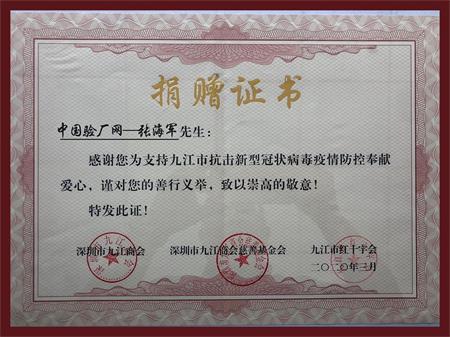 捐赠证书
中国验厂网—张海军先生：
感谢您为支持九江市抗击新型冠状病毒疫情防控奉献
爱心，谨对您的善行义举，致以崇高的敬意！
特发此证！
深圳市九江商会 深圳市九江商会慈善基金会 九江市红十字会
二〇二〇年三月